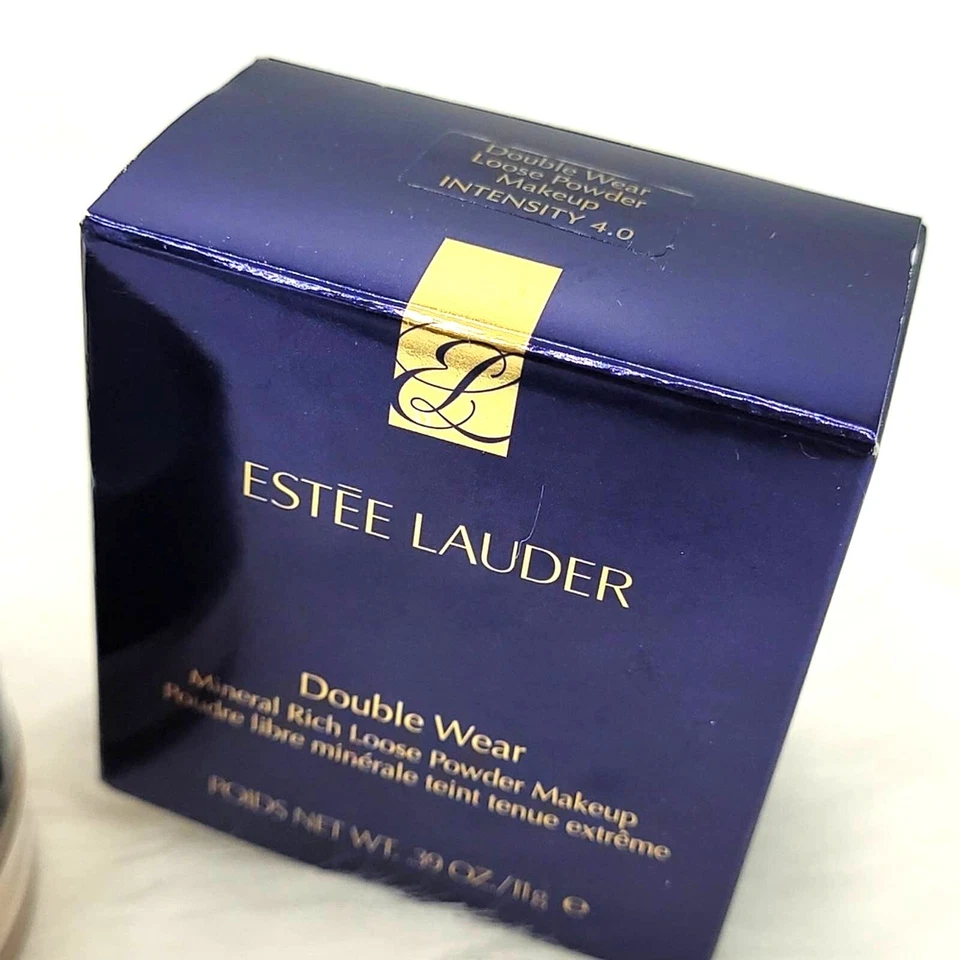 Double Wear
Loose Powder
Makeup
INTENSITY 4.0
EL
ESTĒE LAUDER
Double Wear
Mineral Rich Loose Powder Makeup
Poudre libre minérale teint tenue extrême
POIDS NET WT. .39 OZ./11g ℮